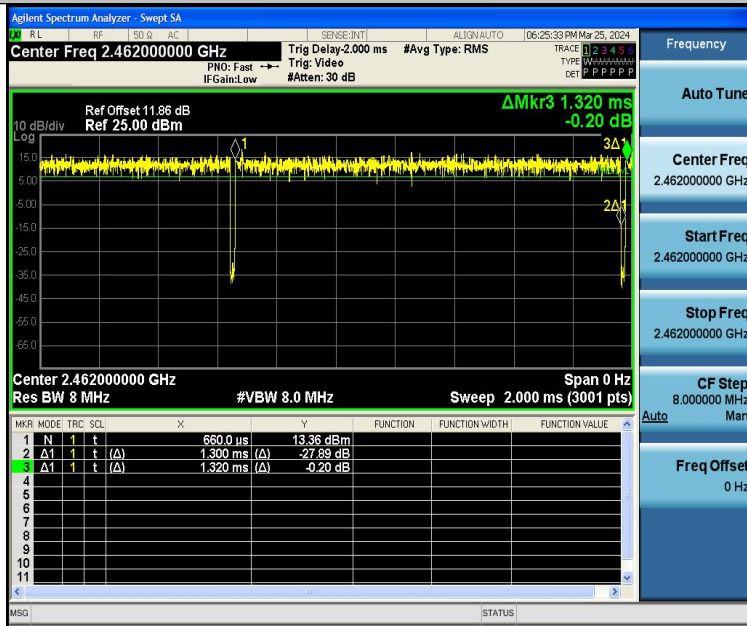 Agilent Spectrum Analyzer - Swept SA
LXI RL RF 50 Ω AC SENSE:INT ALIGN AUTO 06:25:33 PM Mar 25, 2024
Center Freq 2.462000000 GHz
PNO: Fast
IFGain:Low
Trig Delay-2.000 ms
Trig: Video
#Atten: 30 dB
#Avg Type: RMS
TRACE 1 2 3 4 5 6
TYPE
DET P P P P P P
Frequency
Auto Tune
Center Freq
2.462000000 GHz
Start Freq
2.462000000 GHz
Stop Freq
2.462000000 GHz
CF Step
8.000000 MHz
Auto Man
Freq Offset
0 Hz
Ref Offset 11.86 dB
10 dB/div Ref 25.00 dBm
Log
ΔMkr3 1.320 ms
-0.20 dB
15.0
5.00
-5.00
-15.0
-25.0
-35.0
-45.0
-55.0
-65.0
1
3Δ1
2Δ1
Center 2.462000000 GHz Span 0 Hz
Res BW 8 MHz #VBW 8.0 MHz Sweep 2.000 ms (3001 pts)
MKR MODE TRC SCL X Y FUNCTION FUNCTION WIDTH FUNCTION VALUE
1 N 1 t 660.0 µs 13.36 dBm
2 Δ1 1 t (Δ) 1.300 ms (Δ) -27.89 dB
3 Δ1 1 t (Δ) 1.320 ms (Δ) -0.20 dB
4
5
6
7
8
9
10
11
MSG STATUS